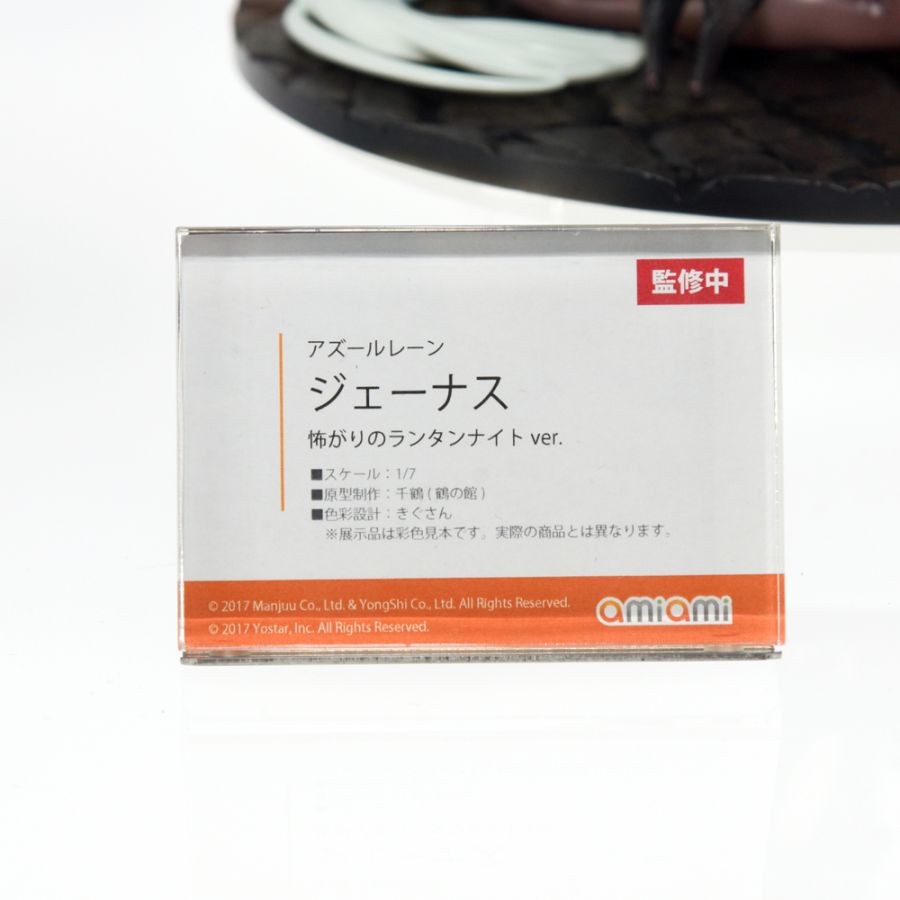 監修中
アズールレーン
ジェーナス
怖がりのランタンナイト ver.
■スケール：1/7
■原型制作：千鶴 ( 鶴の館 )
■色彩設計：きぐさん
※展示品は彩色見本です。実際の商品とは異なります。
© 2017 Manjuu Co., Ltd. & YongShi Co., Ltd. All Rights Reserved.
© 2017 Yostar, Inc. All Rights Reserved.
amiami